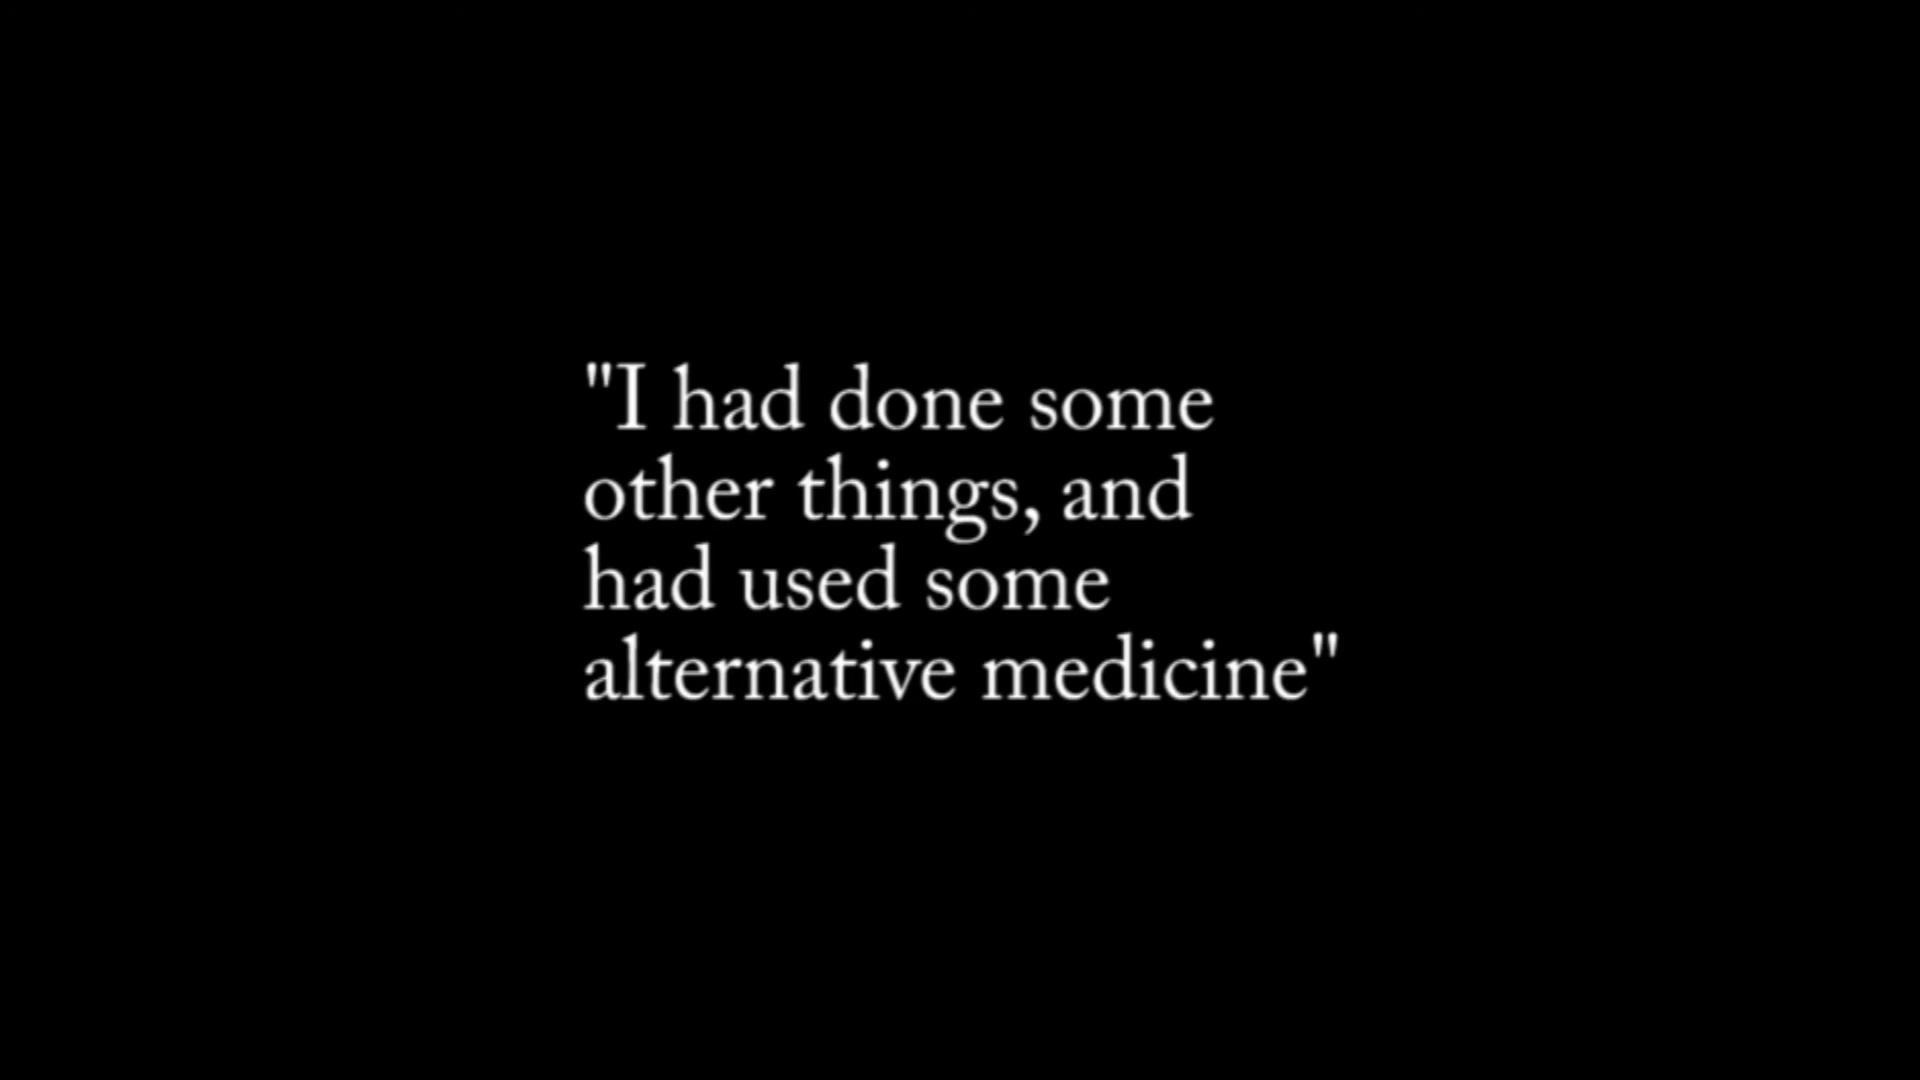 "I had done some
other things, and
had used some
alternative medicine"